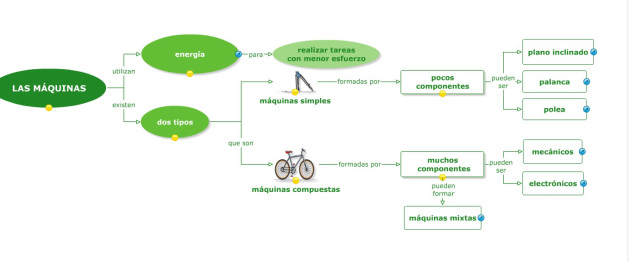 LAS MÁQUINAS
utilizan
energía
para
realizar tareas
con menor esfuerzo
existen
dos tipos
que son
máquinas simples
formadas por
pocos
componentes
pueden
ser
plano inclinado
palanca
polea
máquinas compuestas
formadas por
muchos
componentes
pueden
ser
mecánicos
electrónicos
pueden
formar
máquinas mixtas